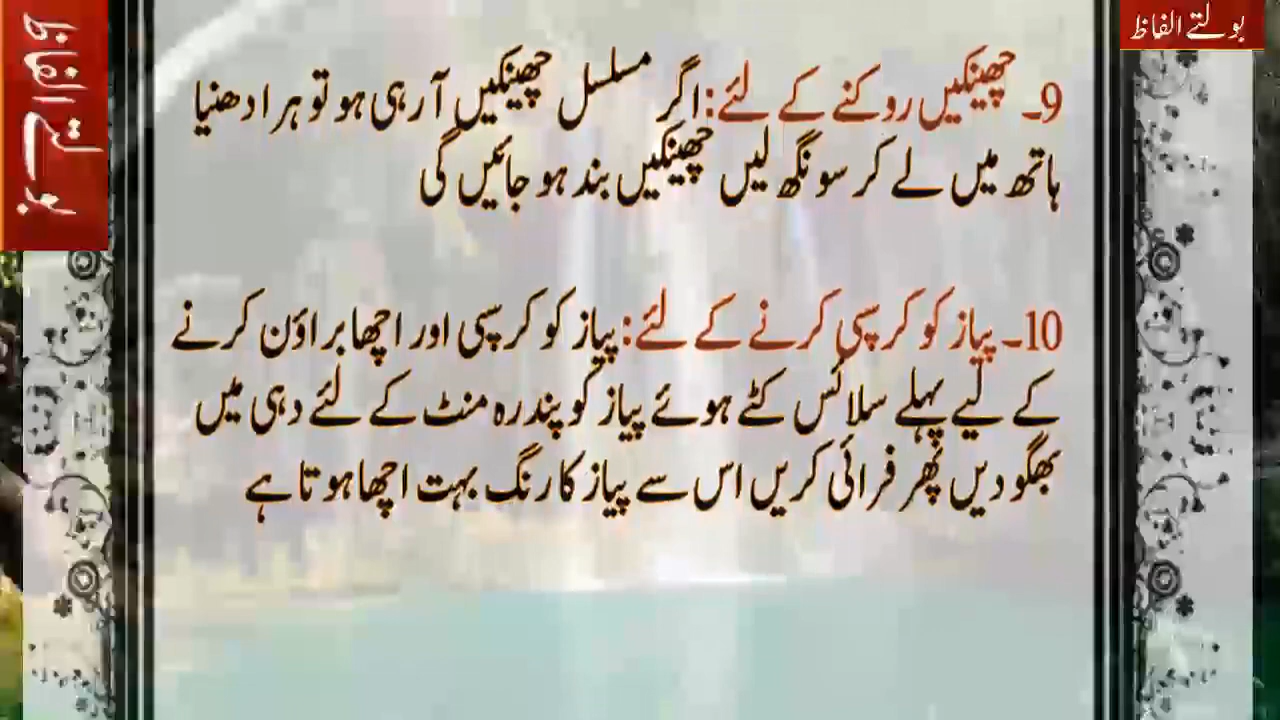 بولتے الفاظ
بولتے الفاظ
9۔ چھینکیں روکنے کے لئے: اگر مسلسل چھینکیں آ رہی ہو تو ہرا دھنیا
ہاتھ میں لے کر سونگھ لیں چھینکیں بند ہو جائیں گی
10۔ پیاز کو کرسپی کرنے کے لئے: پیاز کو کرسپی اور اچھا براؤن کرنے
کے لیے پہلے سلائس کٹے ہوئے پیاز کو پندرہ منٹ کے لئے دہی میں
بھگو دیں پھر فرائی کریں اس سے پیاز کا رنگ بہت اچھا ہوتا ہے